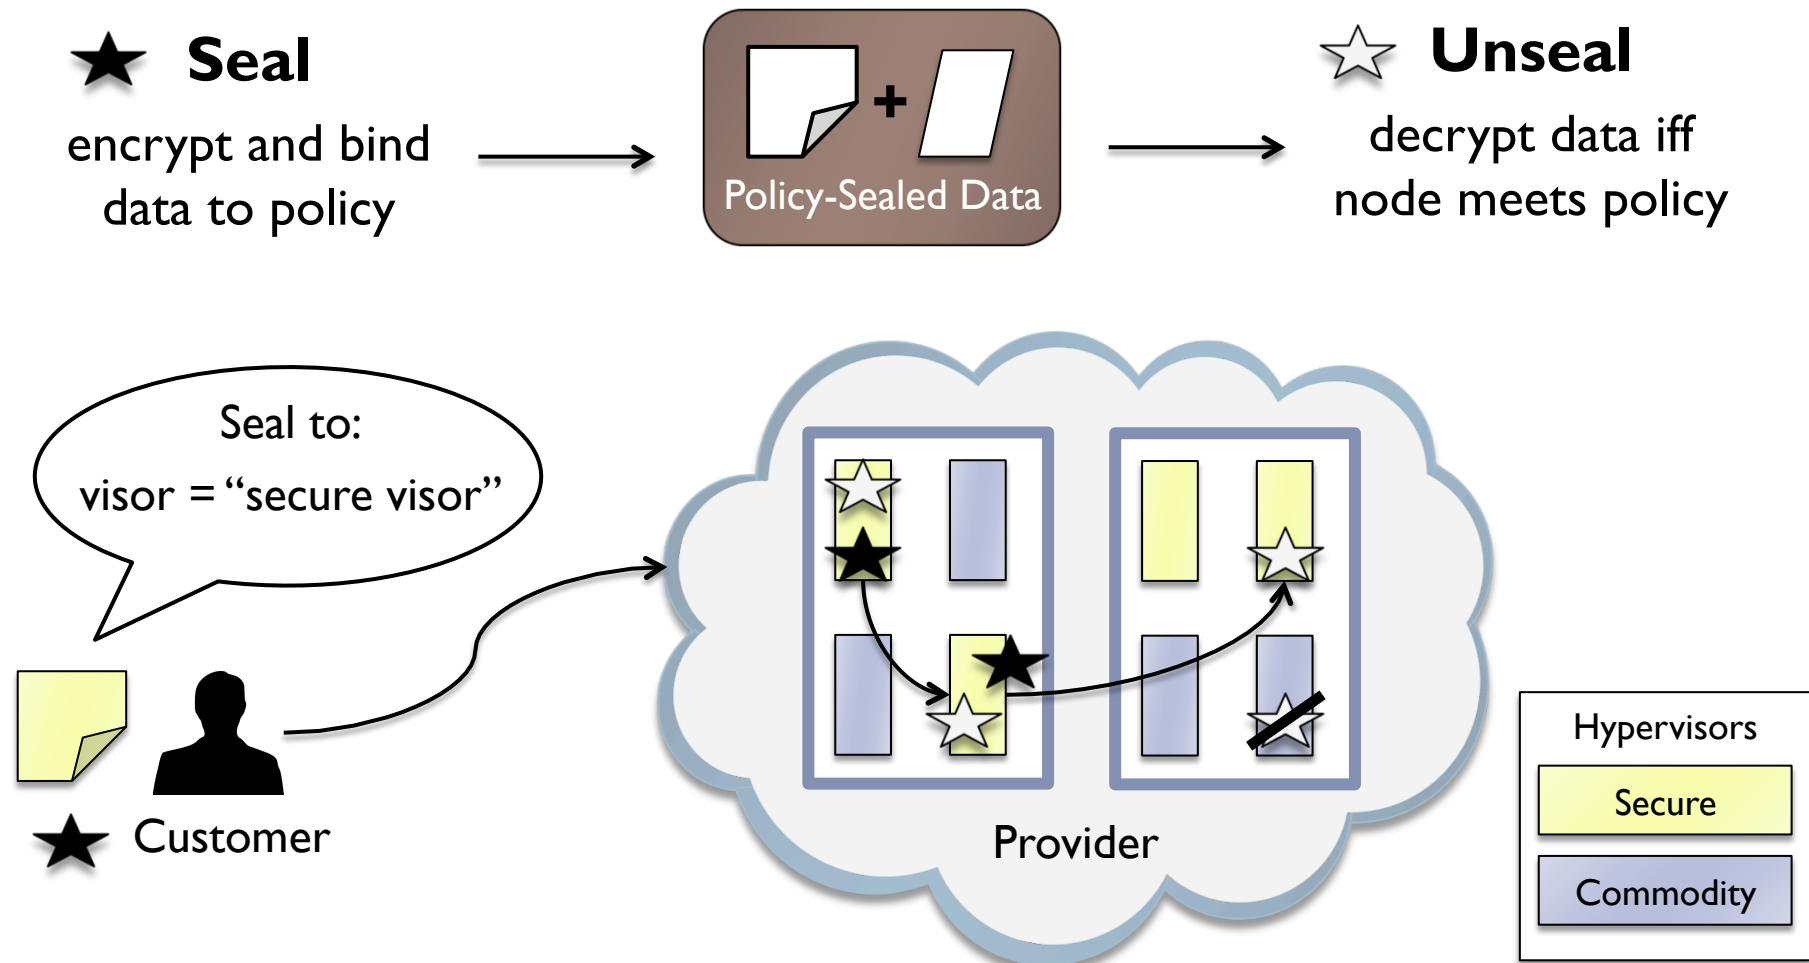 Seal
encrypt and bind
data to policy
+
Policy-Sealed Data
Unseal
decrypt data iff
node meets policy
Seal to:
visor = “secure visor”
Customer
Provider
Hypervisors
Secure
Commodity